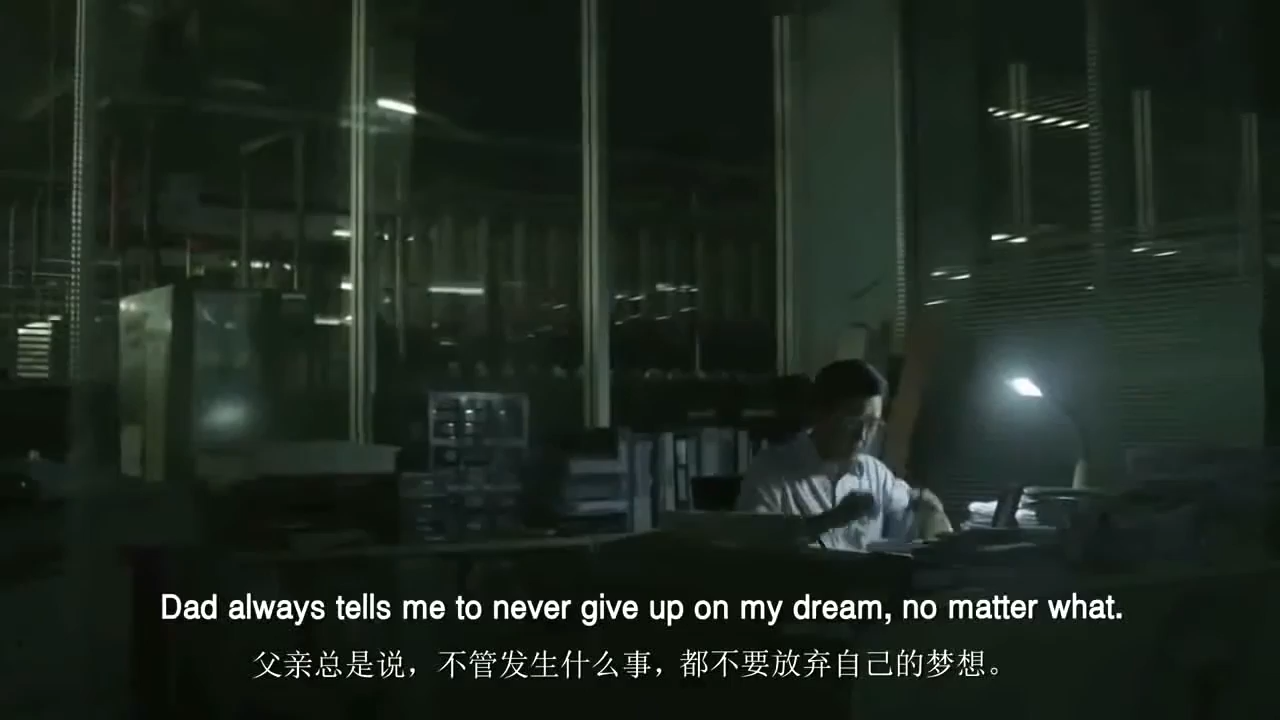 Dad always tells me to never give up on my dream, no matter what.
父亲总是说，不管发生什么事，都不要放弃自己的梦想。